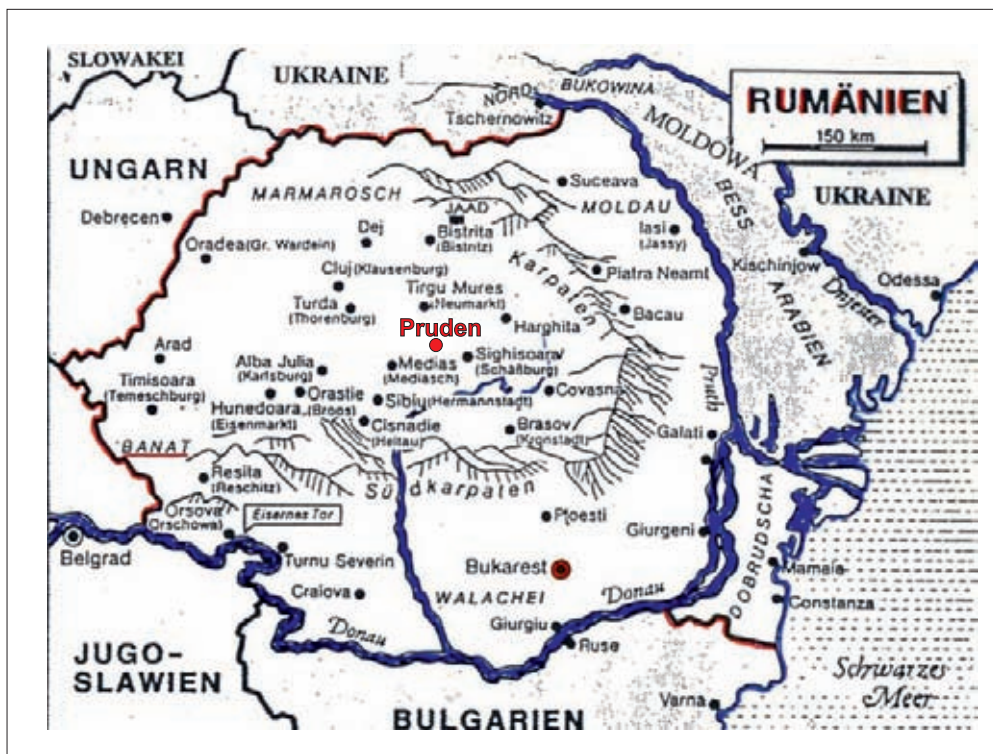 SLOWAKEI
UKRAINE
NORD
BUKOWINA
Tschernowitz
RUMÄNIEN
150 km
MOLDOWA
UNGARN
UKRAINE
MARMAROSCH
Suceava
BESS
ARABIEN
JAAD
MOLDAU
Debrecen
Dej
Bistrita
(Bistritz)
Iasi
(Jassy)
Oradea (Gr. Wardein)
Karpaten
Kischinjow
Cluj (Klausenburg)
Piatra Neamt
Odessa
Tirgu Mures
(Neumarkt)
Dnjester
Turda
(Thorenburg)
Harghita
Bacau
Pruden
Arad
Sighisoara/
(Schäßburg)
Alba Julia
(Karlsburg)
Medias
(Mediasch)
Timisoara
(Temeschburg)
Orastie
(Broos)
Sibiu (Hermannstadt)
Covasna
Pruth
Hunedoara
(Eisenmarkt)
Cisnadie
(Heltau)
Brasov
(Kronstadt)
Galati
BANAT
Resita
(Reschitz)
Südkarpaten
Orsova
(Orschowa)
Eisernes Tor
Ploesti
Giurgeni
DOBRUDSCHA
Belgrad
Turnu Severin
Bukarest
Mamaia
Craiova
WALACHEI
Donau
Constanza
Giurgiu
Donau
Ruse
JUGO-
SLAWIEN
Schwarzes
Meer
Varna
BULGARIEN